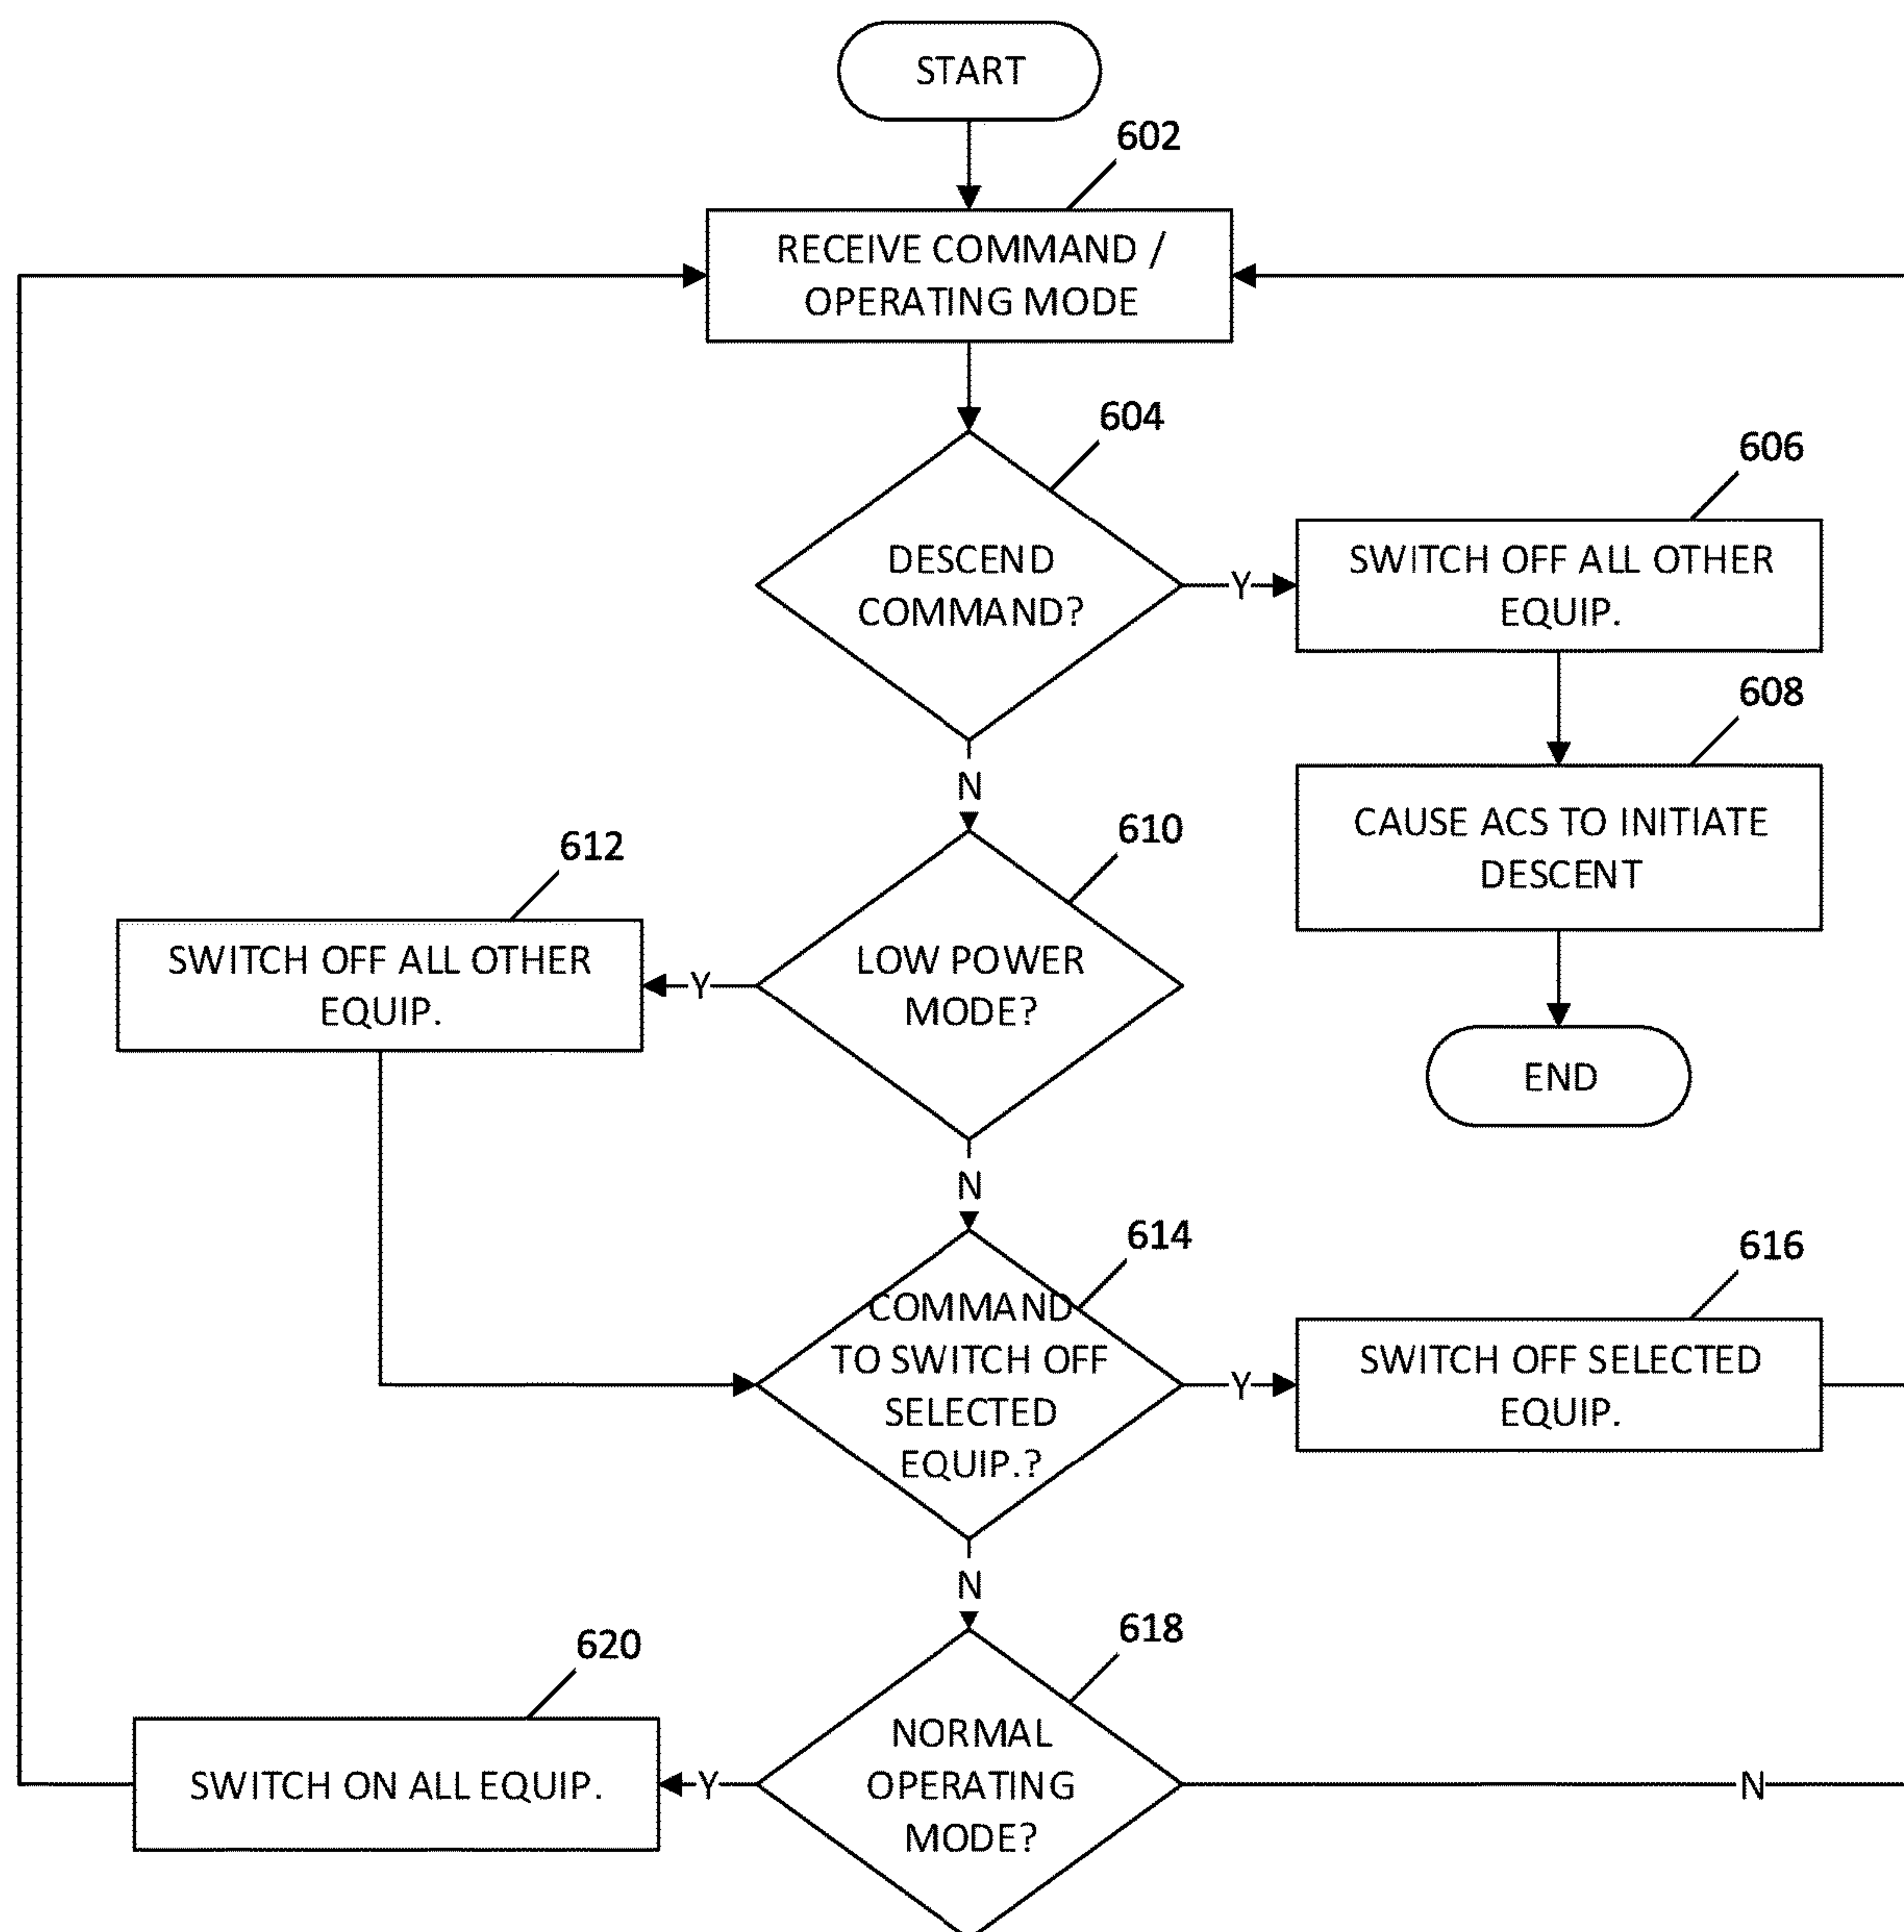 START
602
RECEIVE COMMAND /
OPERATING MODE
604
DESCEND
COMMAND?
Y
606
SWITCH OFF ALL OTHER
EQUIP.
608
CAUSE ACS TO INITIATE
DESCENT
END
N
610
LOW POWER
MODE?
Y
612
SWITCH OFF ALL OTHER
EQUIP.
N
614
COMMAND
TO SWITCH OFF
SELECTED
EQUIP.?
Y
616
SWITCH OFF SELECTED
EQUIP.
N
618
NORMAL
OPERATING
MODE?
Y
620
SWITCH ON ALL EQUIP.
N